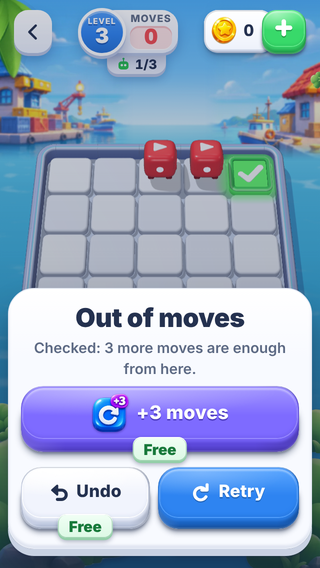 LEVEL
3
MOVES
0
1/3
0
Out of moves
Checked: 3 more moves are enough
from here.
+3
+3 moves
Free
Undo
Retry
Free